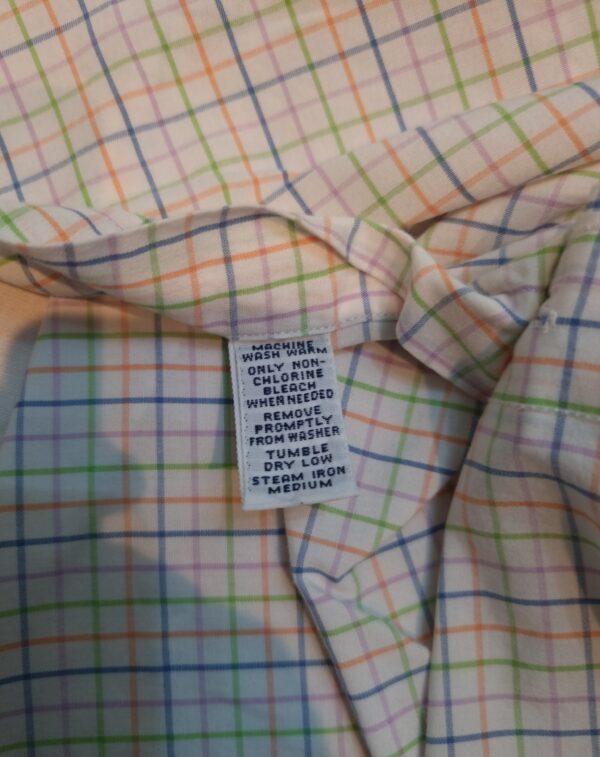 MACHINE
WASH WARM
ONLY NON-
CHLORINE
BLEACH
WHEN NEEDED
REMOVE
PROMPTLY
FROM WASHER
TUMBLE
DRY LOW
STEAM IRON
MEDIUM